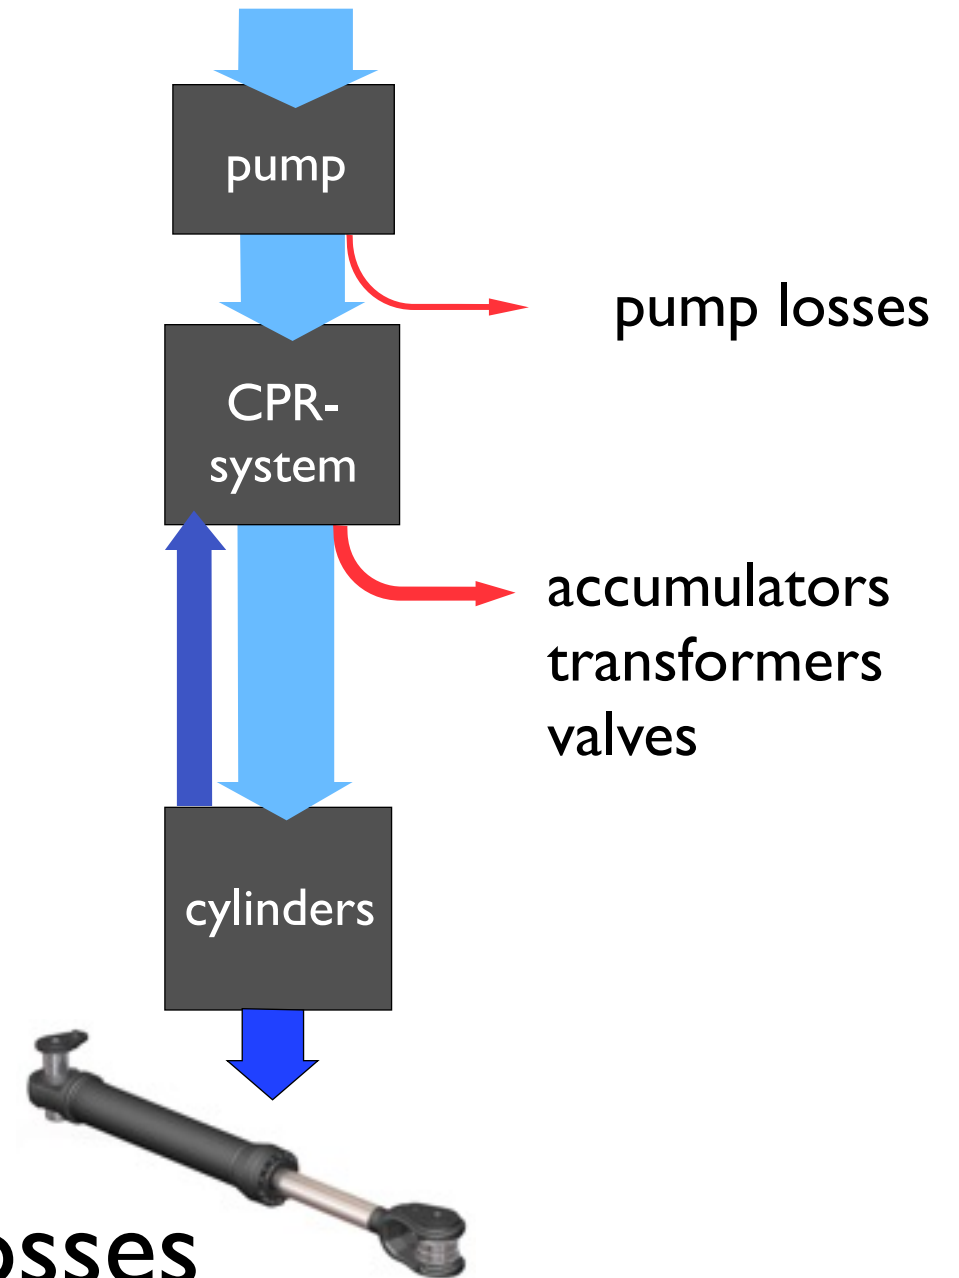 pump
pump losses
CPR-
system
accumulators
transformers
valves
cylinders